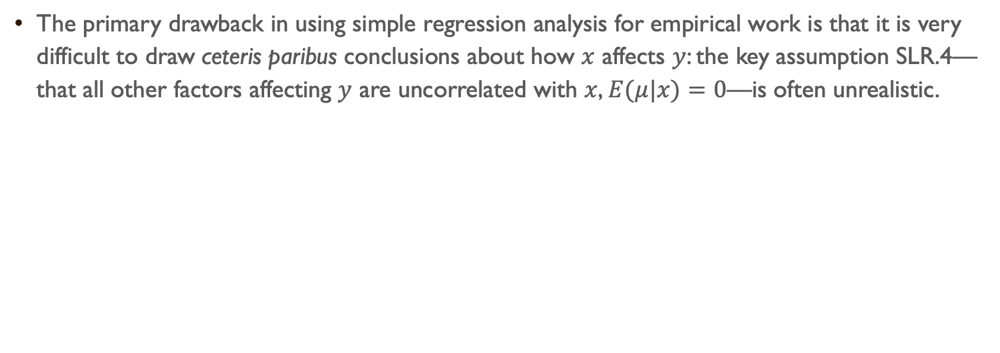 • The primary drawback in using simple regression analysis for empirical work is that it is very
difficult to draw ceteris paribus conclusions about how x affects y: the key assumption SLR.4—
that all other factors affecting y are uncorrelated with x, E(μ|x) = 0—is often unrealistic.